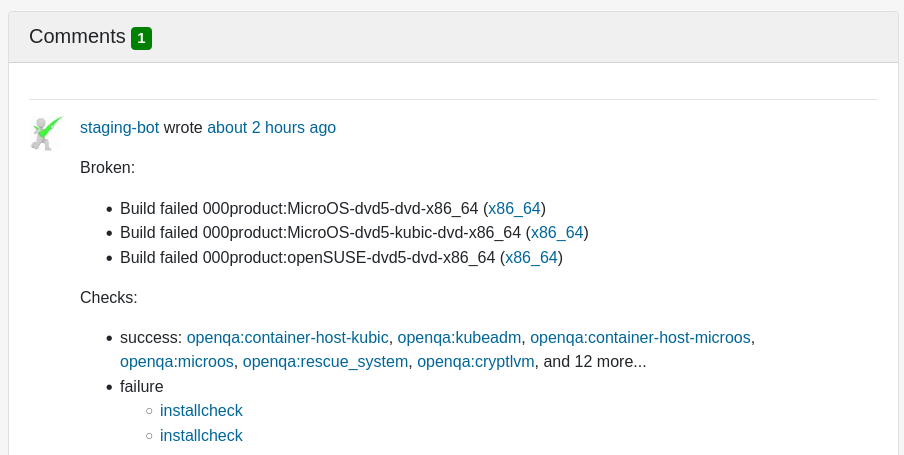 Comments 1
staging-bot wrote about 2 hours ago
Broken:
Build failed 000product:MicroOS-dvd5-dvd-x86_64 (x86_64)
Build failed 000product:MicroOS-dvd5-kubic-dvd-x86_64 (x86_64)
Build failed 000product:openSUSE-dvd5-dvd-x86_64 (x86_64)
Checks:
success: openqa:container-host-kubic, openqa:kubeadm, openqa:container-host-microos,
openqa:microos, openqa:rescue_system, openqa:cryptlvm, and 12 more...
failure
installcheck
installcheck